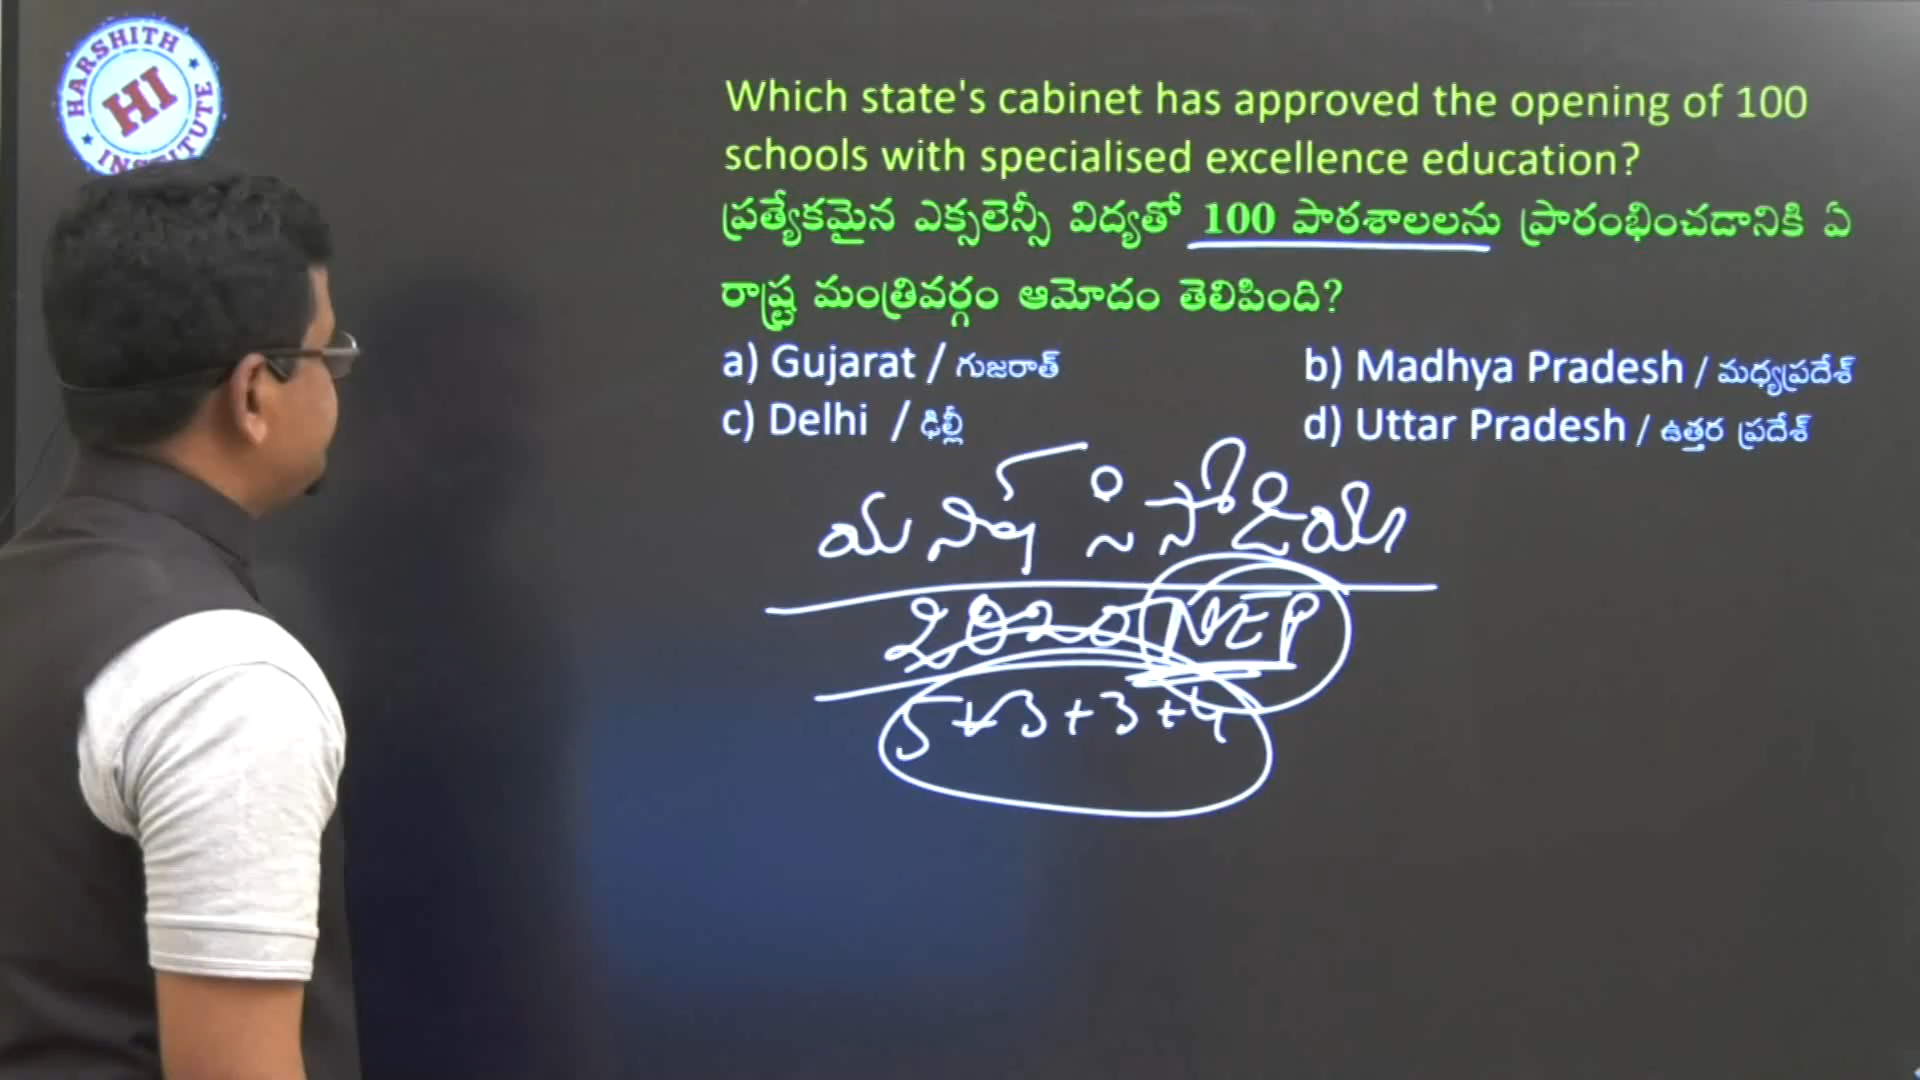 HARSHITH
HI
INSTITUTE
Which state's cabinet has approved the opening of 100
schools with specialised excellence education?
ప్రత్యేకమైన ఎక్సలెన్సీ విద్యతో 100 పాఠశాలలను ప్రారంభించడానికి ఏ
రాష్ట్ర మంత్రివర్గం ఆమోదం తెలిపింది?
a) Gujarat / గుజరాత్ b) Madhya Pradesh / మధ్యప్రదేశ్
c) Delhi / ఢిల్లీ d) Uttar Pradesh / ఉత్తర ప్రదేశ్
మనీష్ సిసోడియా
NEP
5+3+3+4